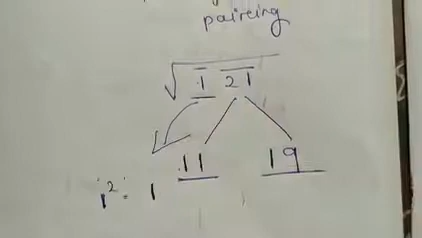 pairing
√1 21
11 19
1² = 1